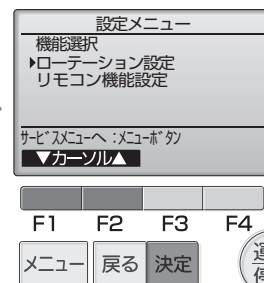 設定メニュー
機能選択
▶ローテーション設定
リモコン機能設定
ｻｰﾋﾞｽﾒﾆｭｰへ：ﾒﾆｭｰﾎﾞﾀﾝ
▼カーソル▲
F1 F2 F3 F4
メニュー 戻る 決定